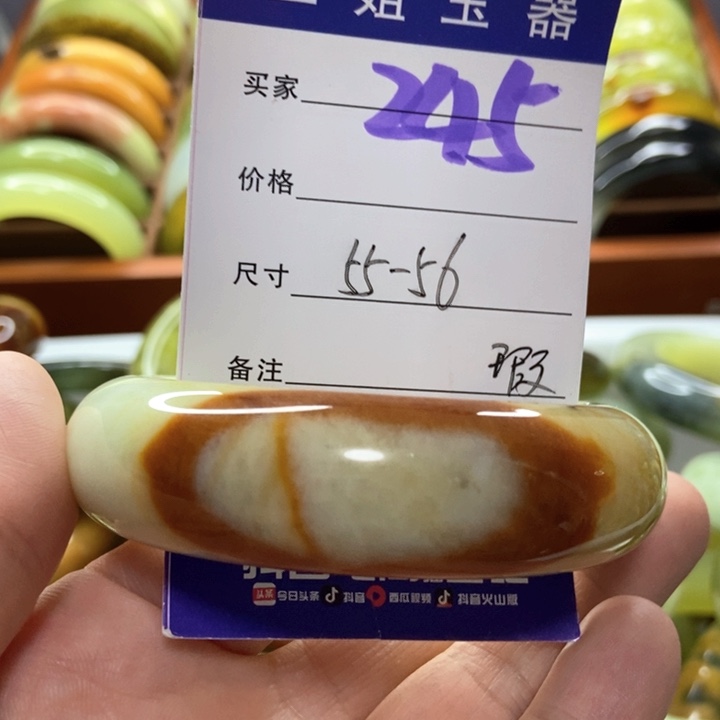 姐玉器
买家 245
价格
尺寸 55-56
备注 瑕
今日头条 抖音 西瓜视频 抖音火山版